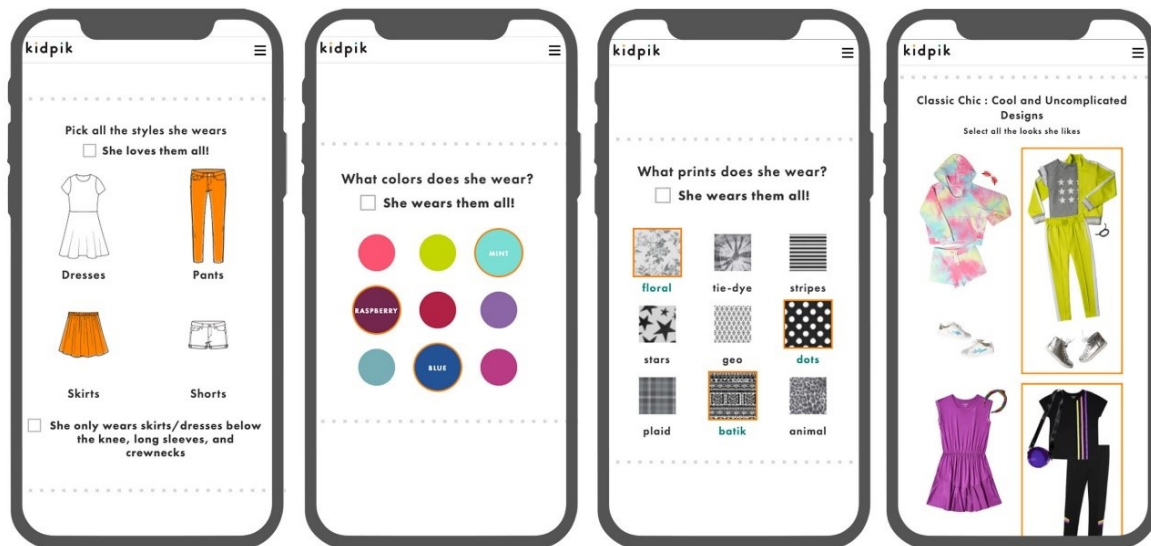 kidpik
Pick all the styles she wears
She loves them all!
Dresses
Pants
Skirts
Shorts
She only wears skirts/dresses below
the knee, long sleeves, and
crewnecks
kidpik
What colors does she wear?
She wears them all!
MINT
RASPBERRY
BLUE
kidpik
What prints does she wear?
She wears them all!
floral
tie-dye
stripes
stars
geo
dots
plaid
batik
animal
kidpik
Classic Chic : Cool and Uncomplicated
Designs
Select all the looks she likes